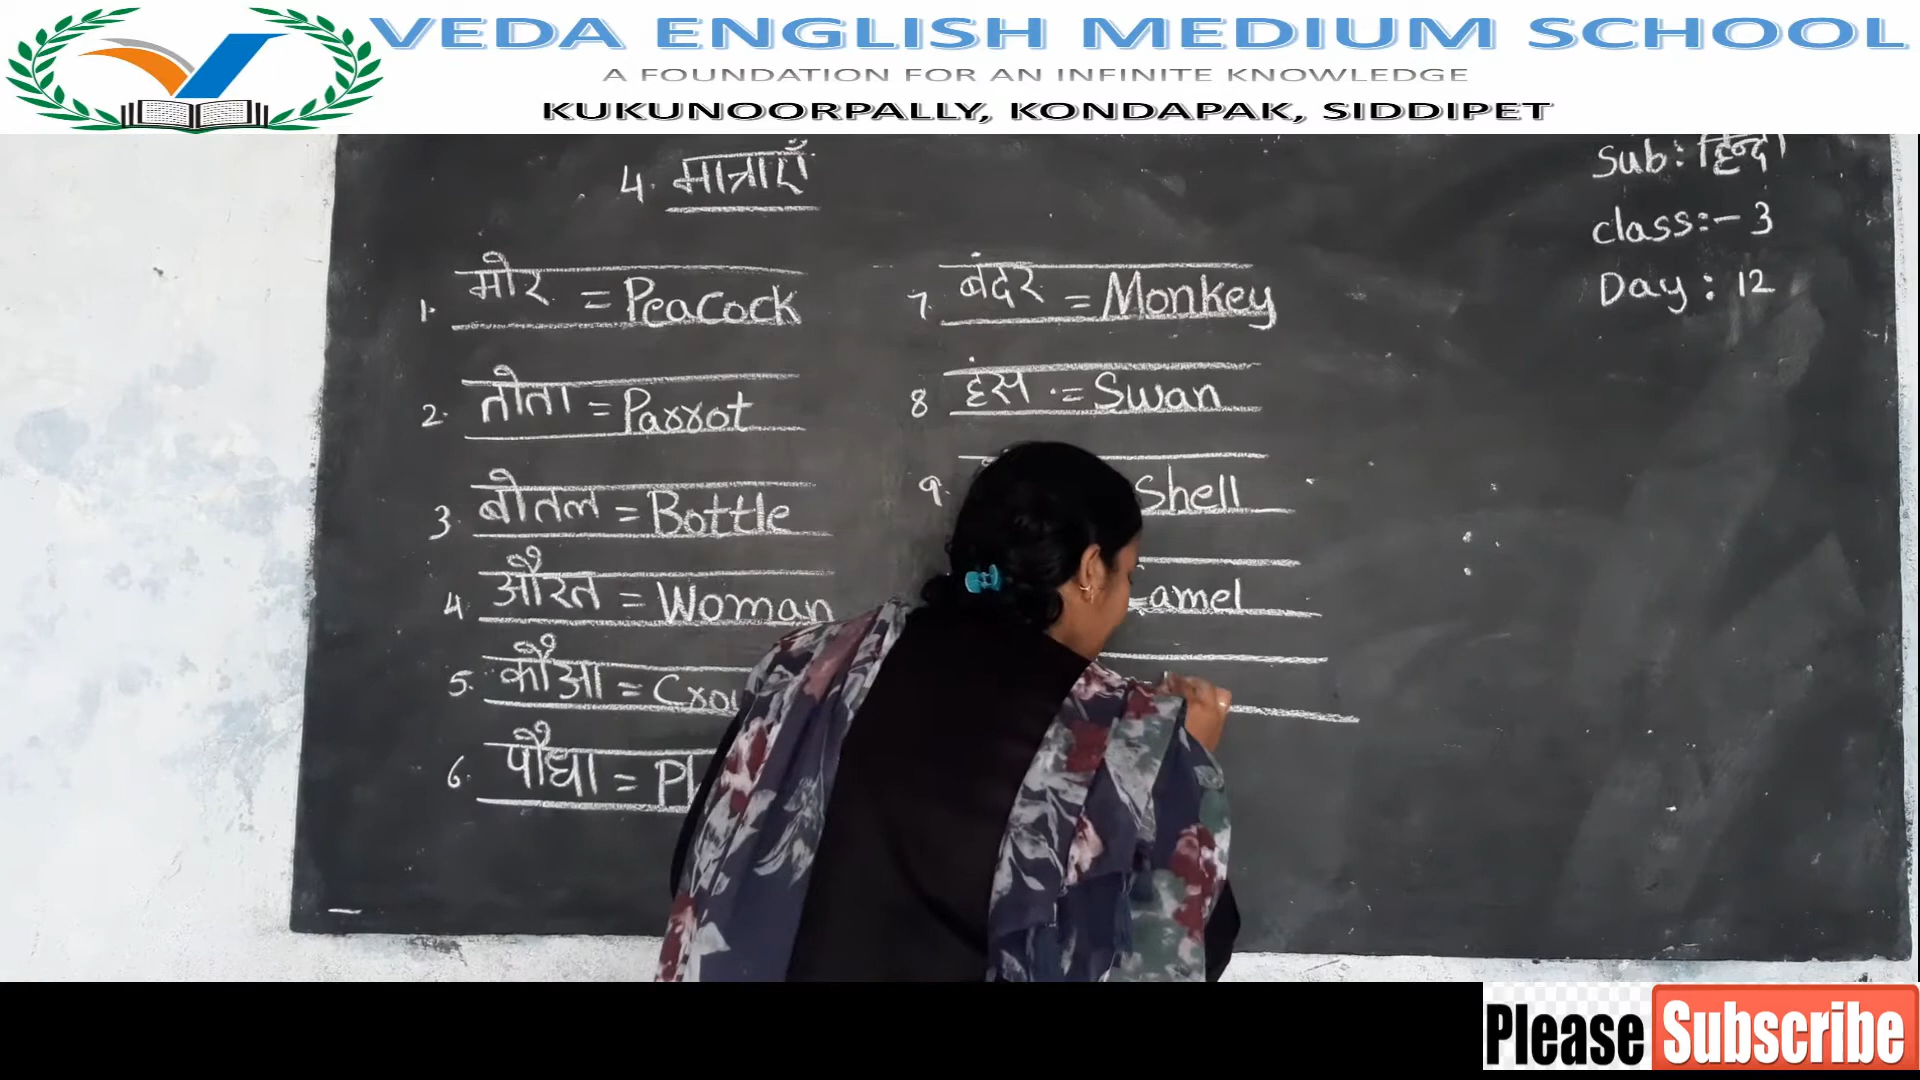 VEDA ENGLISH MEDIUM SCHOOL
A FOUNDATION FOR AN INFINITE KNOWLEDGE
KUKUNOORPALLY, KONDAPAK, SIDDIPET
4. मात्राएँ
Sub: हिन्दी
class:- 3
Day: 12
1. मोर = Peacock
2. तोता = Parrot
3. बोतल = Bottle
4 औरत = Woman
5. कौआ =
6. पौधा =
7. बंदर = Monkey
8 हंस = Swan
9. Shell
Please Subscribe